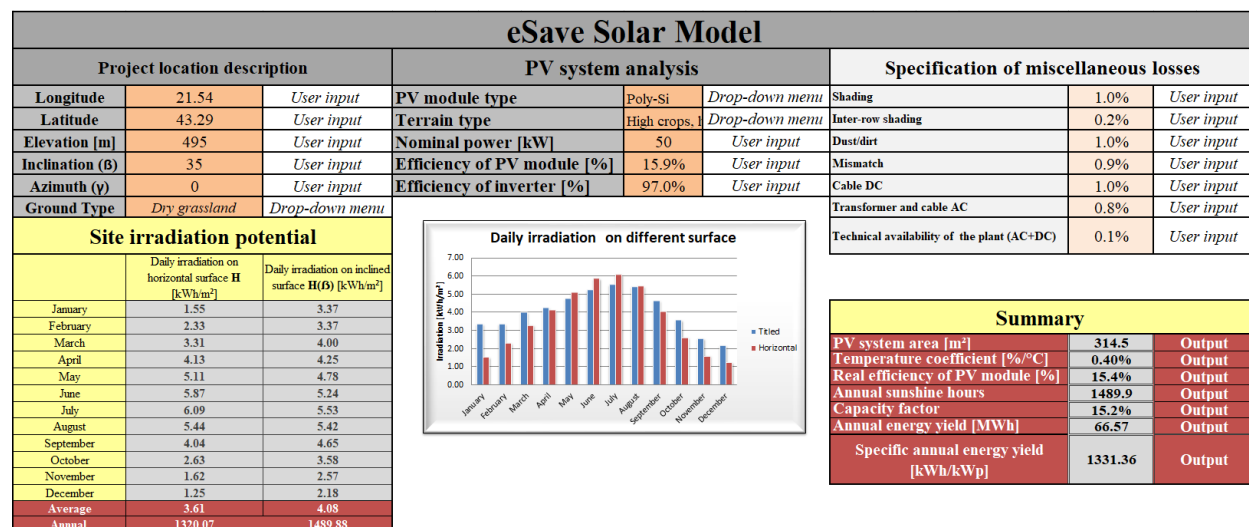 eSave Solar Model
Project location description
Longitude 21.54 User input
Latitude 43.29 User input
Elevation [m] 495 User input
Inclination (ß) 35 User input
Azimuth (γ) 0 User input
Ground Type Dry grassland Drop-down menu
PV system analysis
PV module type Poly-Si Drop-down menu
Terrain type High crops, Drop-down menu
Nominal power [kW] 50 User input
Efficiency of PV module [%] 15.9% User input
Efficiency of inverter [%] 97.0% User input
Specification of miscellaneous losses
Shading 1.0% User input
Inter-row shading 0.2% User input
Dust/dirt 1.0% User input
Mismatch 0.9% User input
Cable DC 1.0% User input
Transformer and cable AC 0.8% User input
Technical availability of the plant (AC+DC) 0.1% User input
Site irradiation potential
Daily irradiation on
horizontal surface H
[kWh/m²]
Daily irradiation on inclined
surface H(ß) [kWh/m²]
January 1.55 3.37
February 2.33 3.37
March 3.31 4.00
April 4.13 4.25
May 5.11 4.78
June 5.87 5.24
July 6.09 5.53
August 5.44 5.42
September 4.04 4.65
October 2.63 3.58
November 1.62 2.57
December 1.25 2.18
Average 3.61 4.08
Annual 1320.07 1489.88
Daily irradiation on different surface
Irradiation [kWh/m²]
7.00
6.00
5.00
4.00
3.00
2.00
1.00
0.00
January
February
March
April
May
June
July
August
September
October
November
December
Titled
Horizontal
Summary
PV system area [m²] 314.5 Output
Temperature coefficient [%/°C] 0.40% Output
Real efficiency of PV module [%] 15.4% Output
Annual sunshine hours 1489.9 Output
Capacity factor 15.2% Output
Annual energy yield [MWh] 66.57 Output
Specific annual energy yield
[kWh/kWp] 1331.36 Output